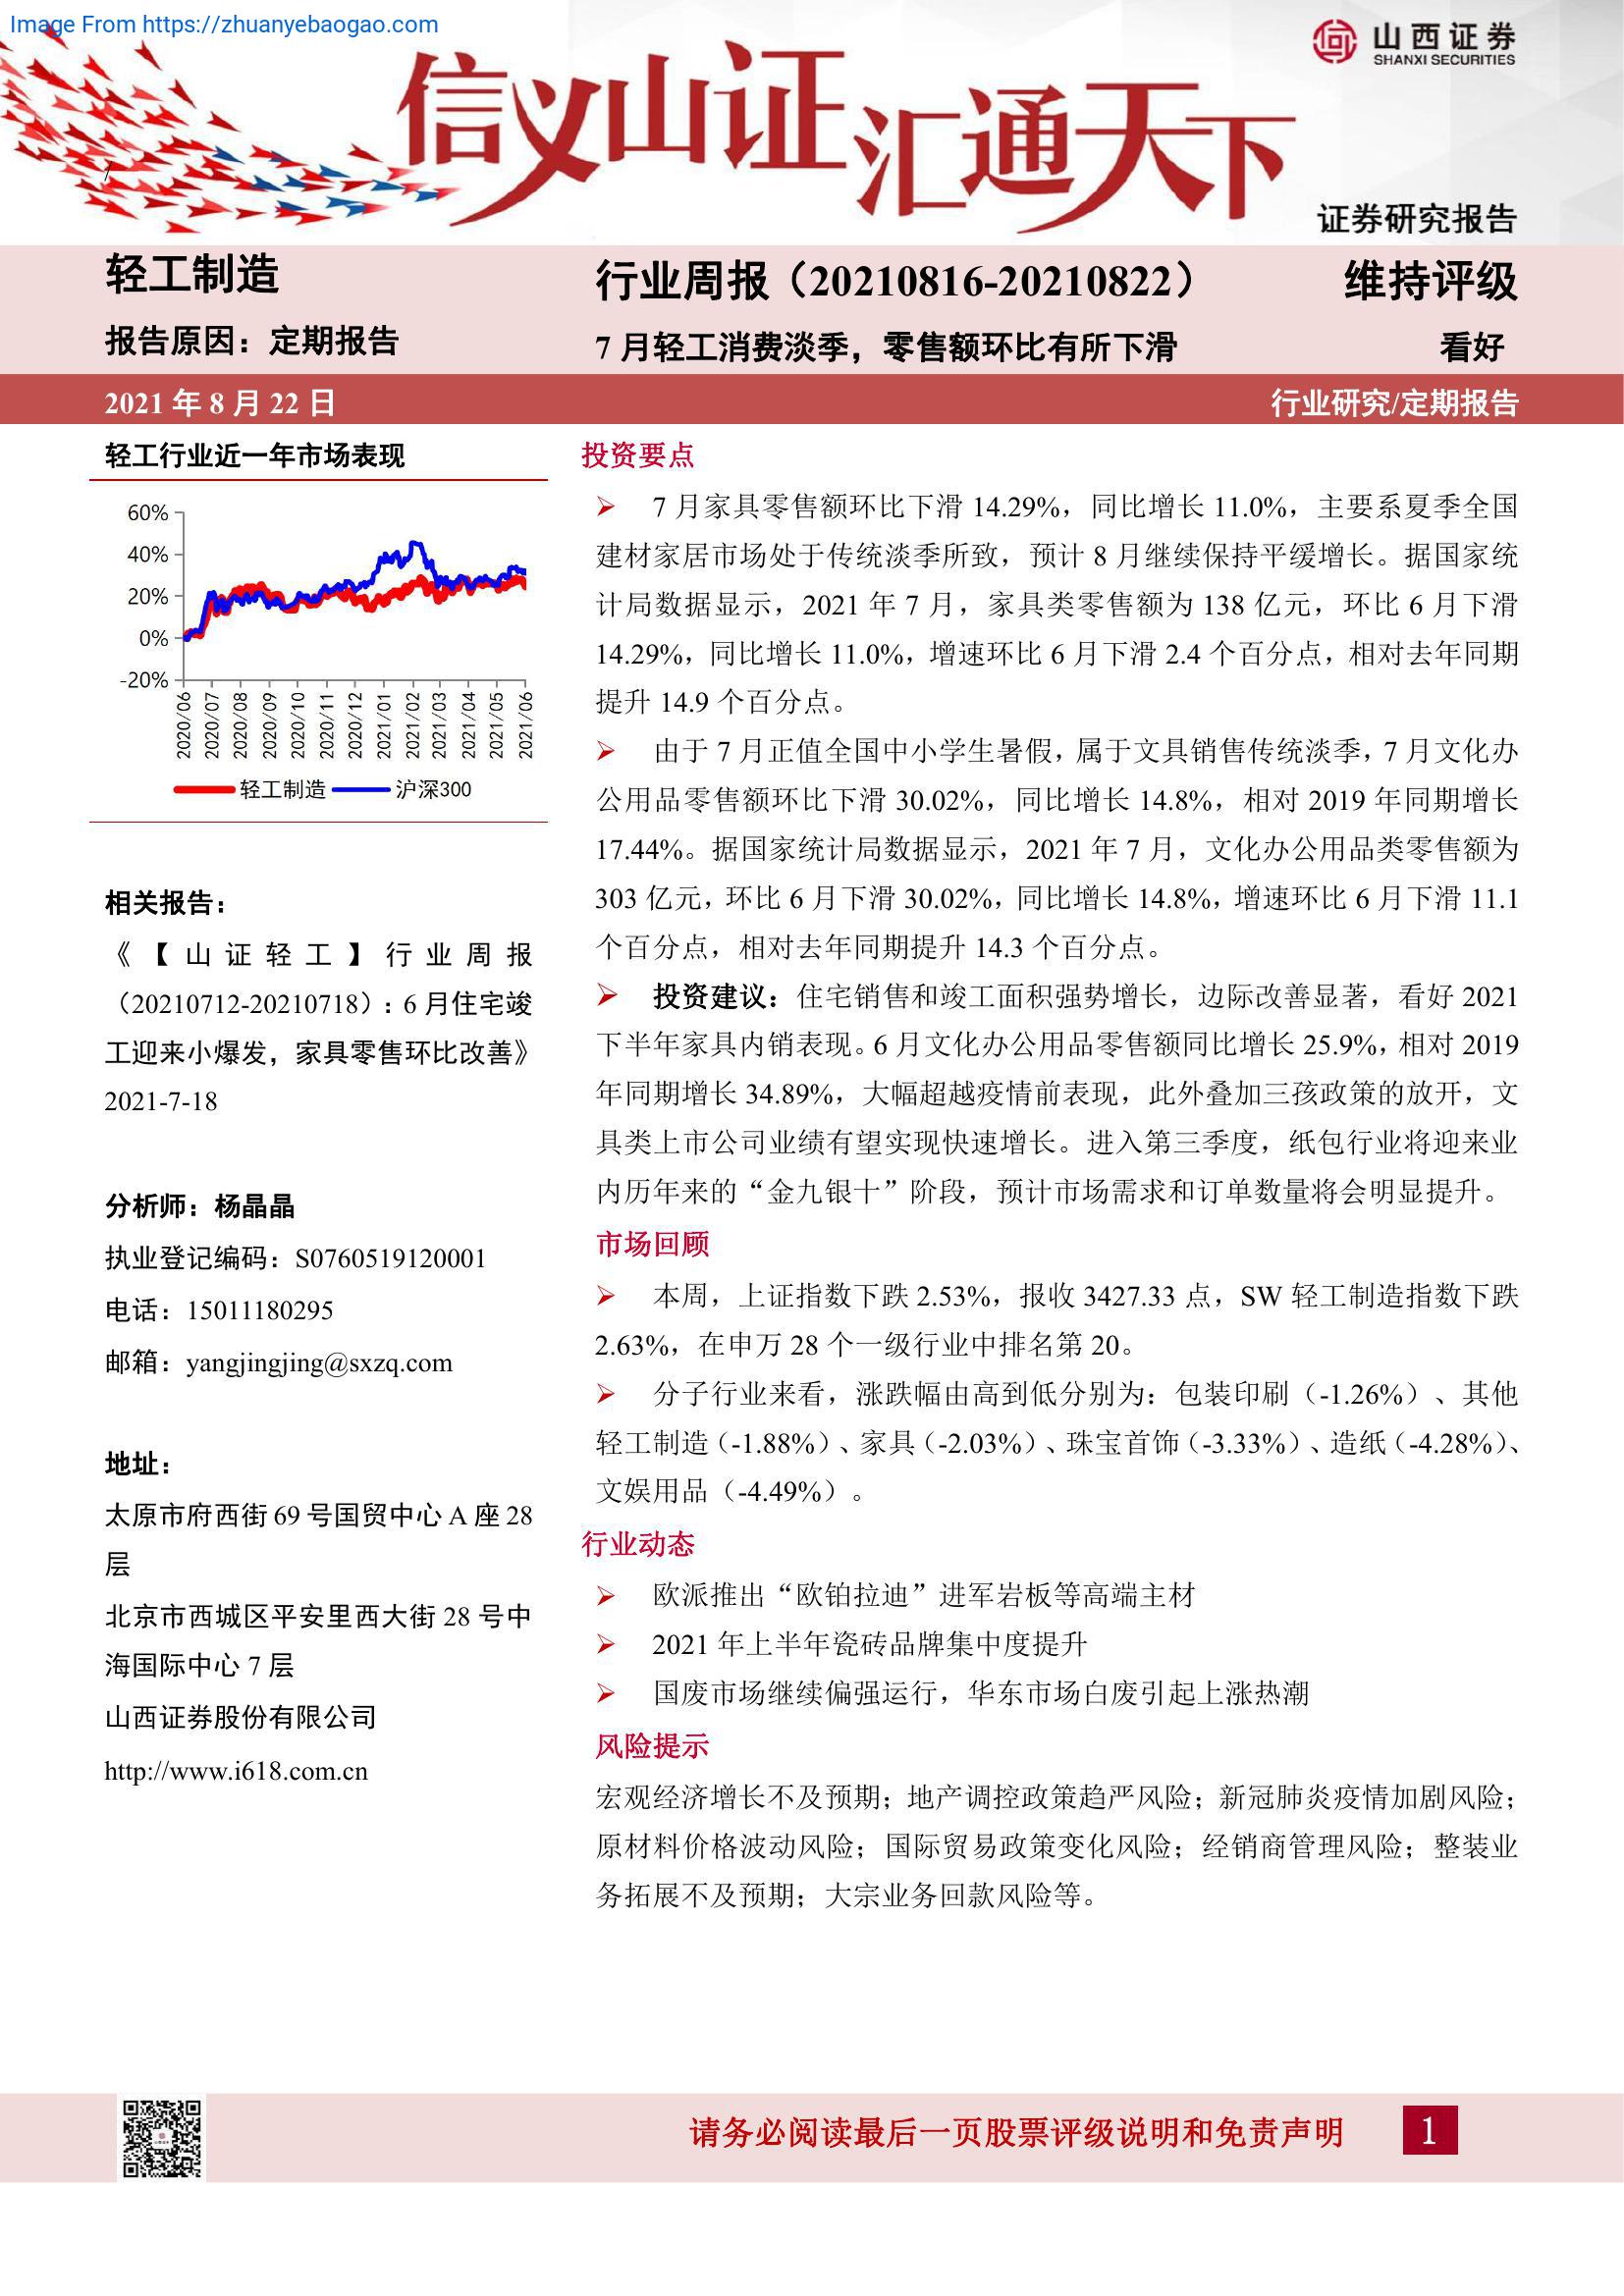 Image From https://zhuanyebaogao.com
山西证券
SHANXI SECURITIES
信义山证汇通天下
证券研究报告
轻工制造
行业周报（20210816-20210822）
维持评级
报告原因：定期报告
7 月轻工消费淡季，零售额环比有所下滑
看好
2021 年 8 月 22 日
行业研究/定期报告
轻工行业近一年市场表现
60%
40%
20%
0%
-20%
2020/06
2020/07
2020/08
2020/09
2020/10
2020/11
2020/12
2021/01
2021/02
2021/03
2021/04
2021/05
2021/06
轻工制造
沪深300
相关报告：
《【山证轻工】行业周报
（20210712-20210718）：6 月住宅竣
工迎来小爆发，家具零售环比改善》
2021-7-18
分析师：杨晶晶
执业登记编码：S0760519120001
电话：15011180295
邮箱：yangjingjing@sxzq.com
地址：
太原市府西街 69 号国贸中心 A 座 28
层
北京市西城区平安里西大街 28 号中
海国际中心 7 层
山西证券股份有限公司
http://www.i618.com.cn
投资要点
7 月家具零售额环比下滑 14.29%，同比增长 11.0%，主要系夏季全国
建材家居市场处于传统淡季所致，预计 8 月继续保持平缓增长。据国家统
计局数据显示，2021 年 7 月，家具类零售额为 138 亿元，环比 6 月下滑
14.29%，同比增长 11.0%，增速环比 6 月下滑 2.4 个百分点，相对去年同期
提升 14.9 个百分点。
由于 7 月正值全国中小学生暑假，属于文具销售传统淡季，7 月文化办
公用品零售额环比下滑 30.02%，同比增长 14.8%，相对 2019 年同期增长
17.44%。据国家统计局数据显示，2021 年 7 月，文化办公用品类零售额为
303 亿元，环比 6 月下滑 30.02%，同比增长 14.8%，增速环比 6 月下滑 11.1
个百分点，相对去年同期提升 14.3 个百分点。
投资建议：住宅销售和竣工面积强势增长，边际改善显著，看好 2021
下半年家具内销表现。6 月文化办公用品零售额同比增长 25.9%，相对 2019
年同期增长 34.89%，大幅超越疫情前表现，此外叠加三孩政策的放开，文
具类上市公司业绩有望实现快速增长。进入第三季度，纸包行业将迎来业
内历年来的“金九银十”阶段，预计市场需求和订单数量将会明显提升。
市场回顾
本周，上证指数下跌 2.53%，报收 3427.33 点，SW 轻工制造指数下跌
2.63%，在申万 28 个一级行业中排名第 20。
分子行业来看，涨跌幅由高到低分别为：包装印刷（-1.26%）、其他
轻工制造（-1.88%）、家具（-2.03%）、珠宝首饰（-3.33%）、造纸（-4.28%）、
文娱用品（-4.49%）。
行业动态
欧派推出“欧铂拉迪”进军岩板等高端主材
2021 年上半年瓷砖品牌集中度提升
国废市场继续偏强运行，华东市场白废引起上涨热潮
风险提示
宏观经济增长不及预期；地产调控政策趋严风险；新冠肺炎疫情加剧风险；
原材料价格波动风险；国际贸易政策变化风险；经销商管理风险；整装业
务拓展不及预期；大宗业务回款风险等。
请务必阅读最后一页股票评级说明和免责声明
1